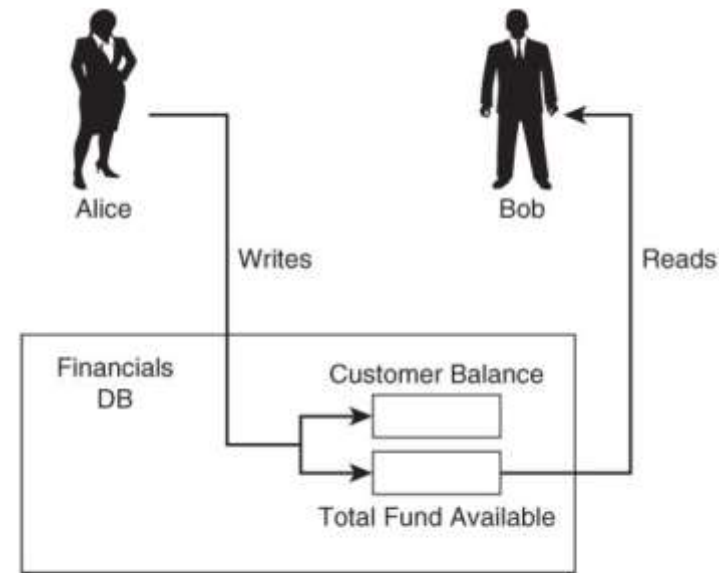 Alice
Bob
Writes
Reads
Financials
DB
Customer Balance
Total Fund Available